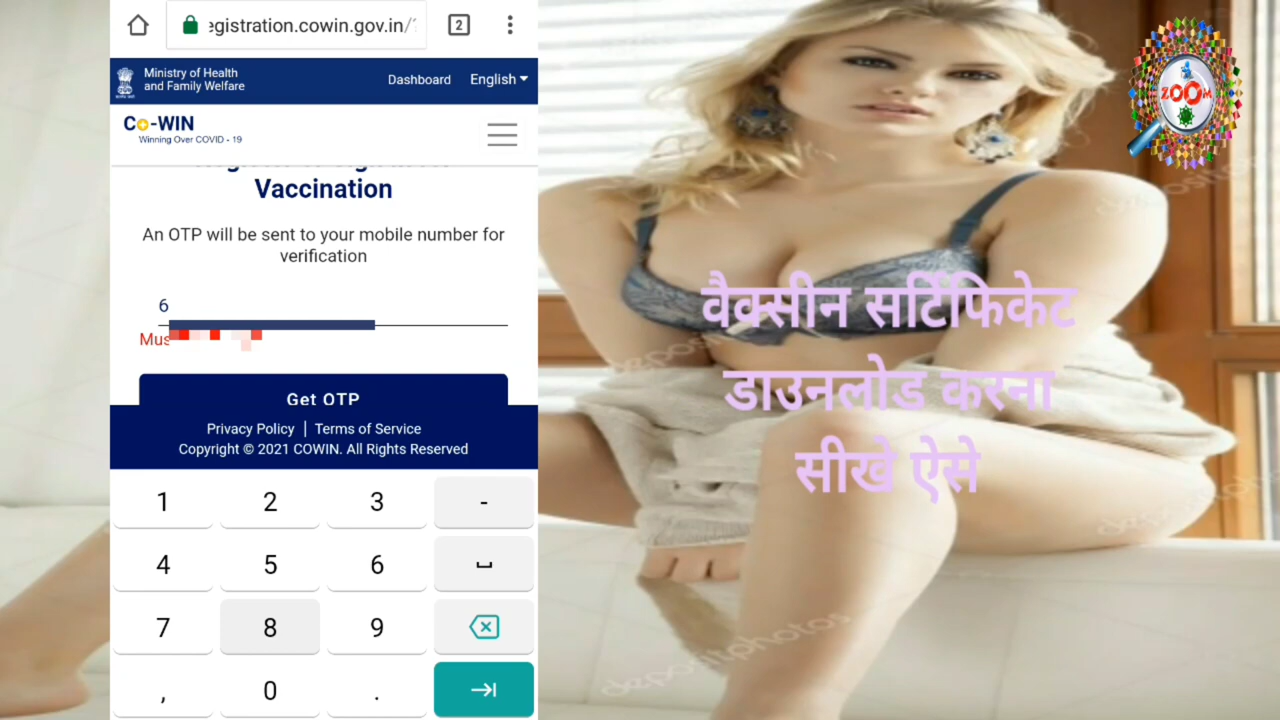 egistration.cowin.gov.in/
2
Ministry of Health
and Family Welfare
Dashboard
English
Co-WIN
Winning Over COVID - 19
Vaccination
An OTP will be sent to your mobile number for
verification
6
Mus
Get OTP
Privacy Policy | Terms of Service
Copyright © 2021 COWIN. All Rights Reserved
1 2 3 -
4 5 6
7 8 9
, 0 .
ZOOM
वैक्सीन सर्टिफिकेट
डाउनलोड करना
सीखे ऐसे